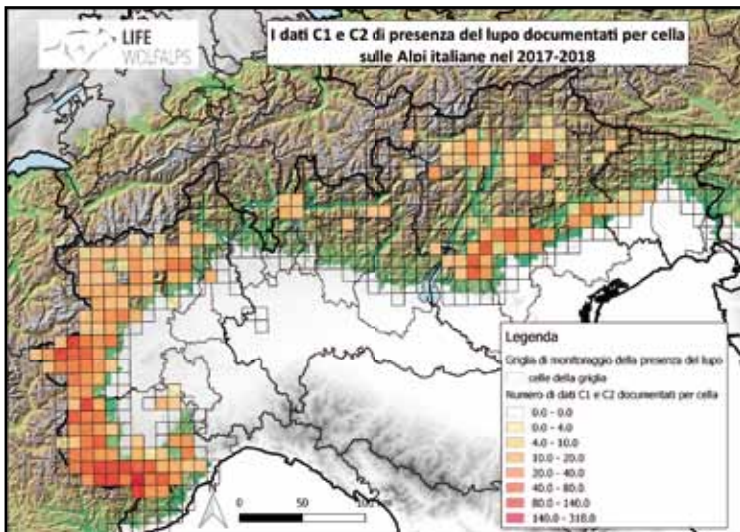 LIFE
WOLFALPS
I dati C1 e C2 di presenza del lupo documentati per cella
sulle Alpi italiane nel 2017-2018
Legenda
Griglia di monitoraggio della presenza del lupo
celle della griglia
Numero di dati C1 e C2 documentati per cella
0.0 - 0.0
0.0 - 4.0
4.0 - 10.0
10.0 - 20.0
20.0 - 40.0
40.0 - 80.0
80.0 - 140.0
140.0 - 318.0
0 50 100